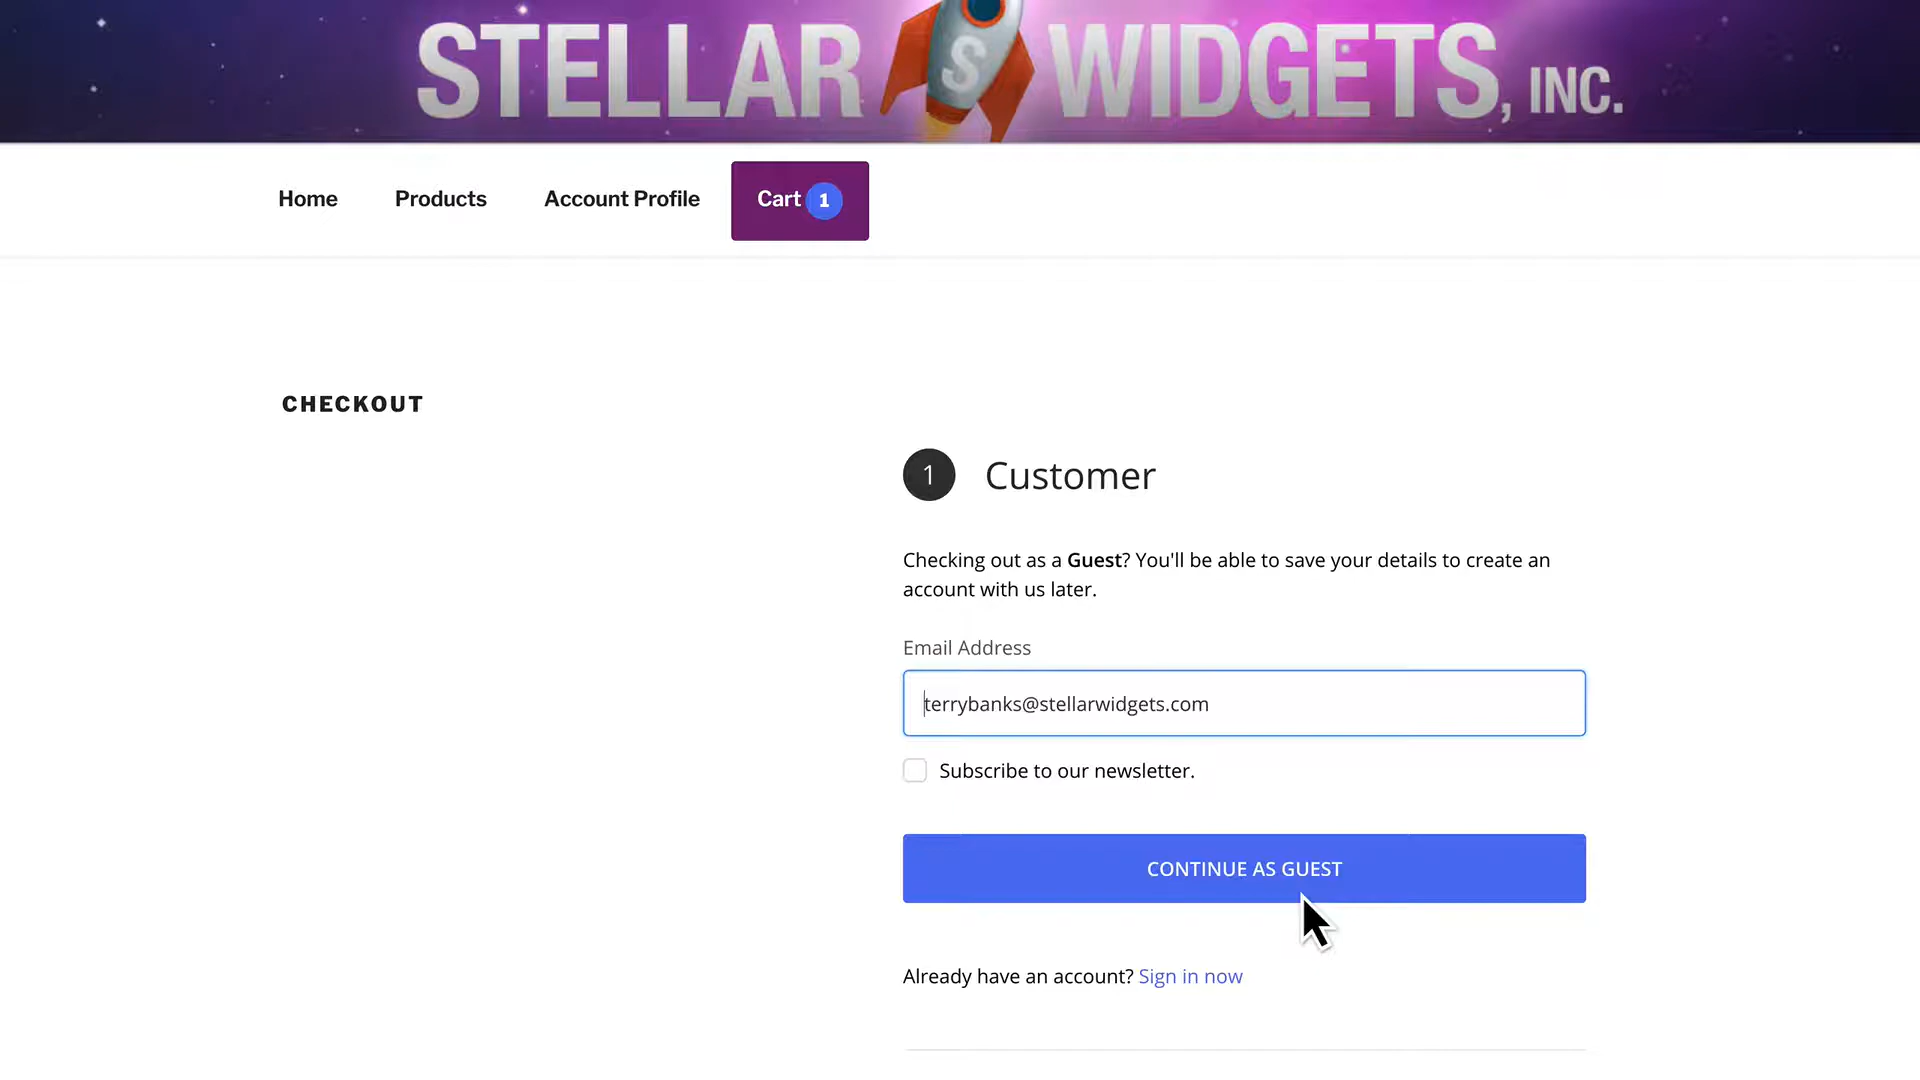 STELLAR S WIDGETS, INC.
Home Products Account Profile Cart 1
CHECKOUT
1 Customer
Checking out as a Guest? You'll be able to save your details to create an
account with us later.
Email Address
terrybanks@stellarwidgets.com
Subscribe to our newsletter.
CONTINUE AS GUEST
Already have an account? Sign in now